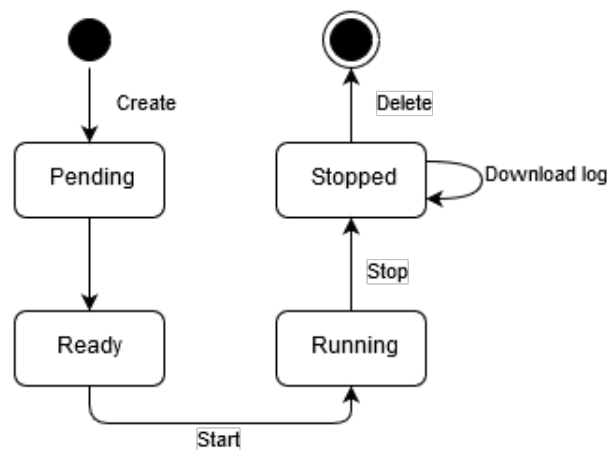 Create
Delete
Pending
Stopped
Download log
Stop
Ready
Running
Start